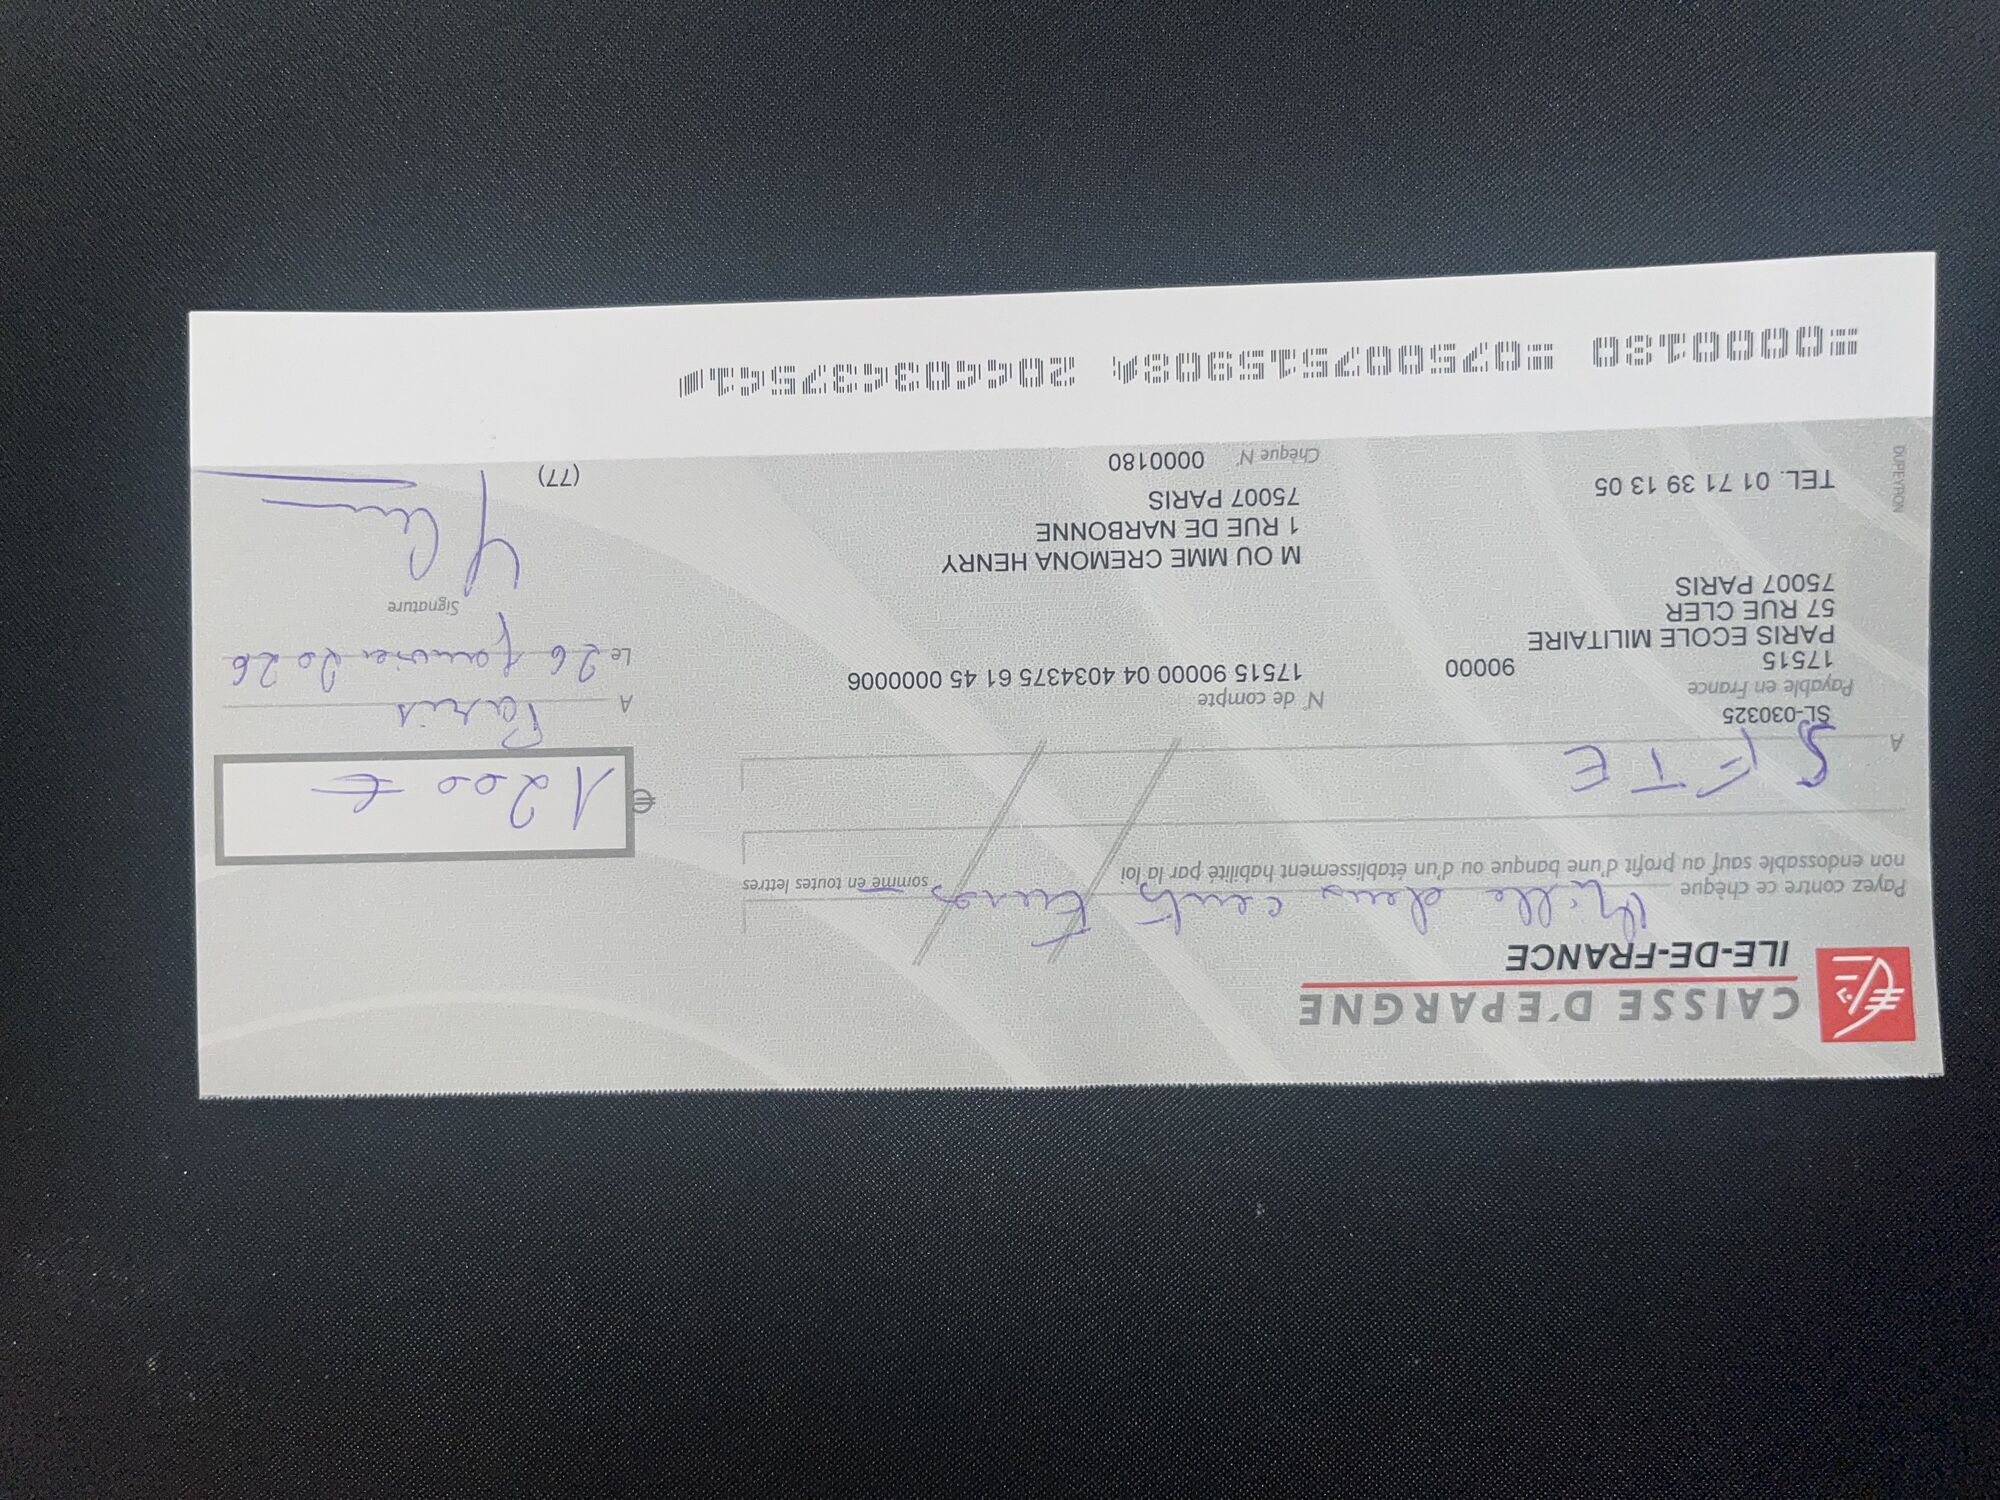 CAISSE D'EPARGNE
ILE-DE-FRANCE
Payez contre ce chèque Mille deux cents Euros
non endossable sauf au profit d'une banque ou d'un établissement habilité par la loi
somme en toutes lettres
€ 1200 €
A SFTE
SL-030325
Payable en France
17515 90000
PARIS ECOLE MILITAIRE
57 RUE CLER
75007 PARIS
TEL. 01 71 39 13 05
N° de compte
17515 90000 04 4034375 61 45 0000006
M OU MME CREMONA HENRY
1 RUE DE NARBONNE
75007 PARIS
Chèque N° 0000180
A Paris
Le 26 janvier 2026
Signature
(77)
DUPEYRON
0000180 075007515908 204403437561